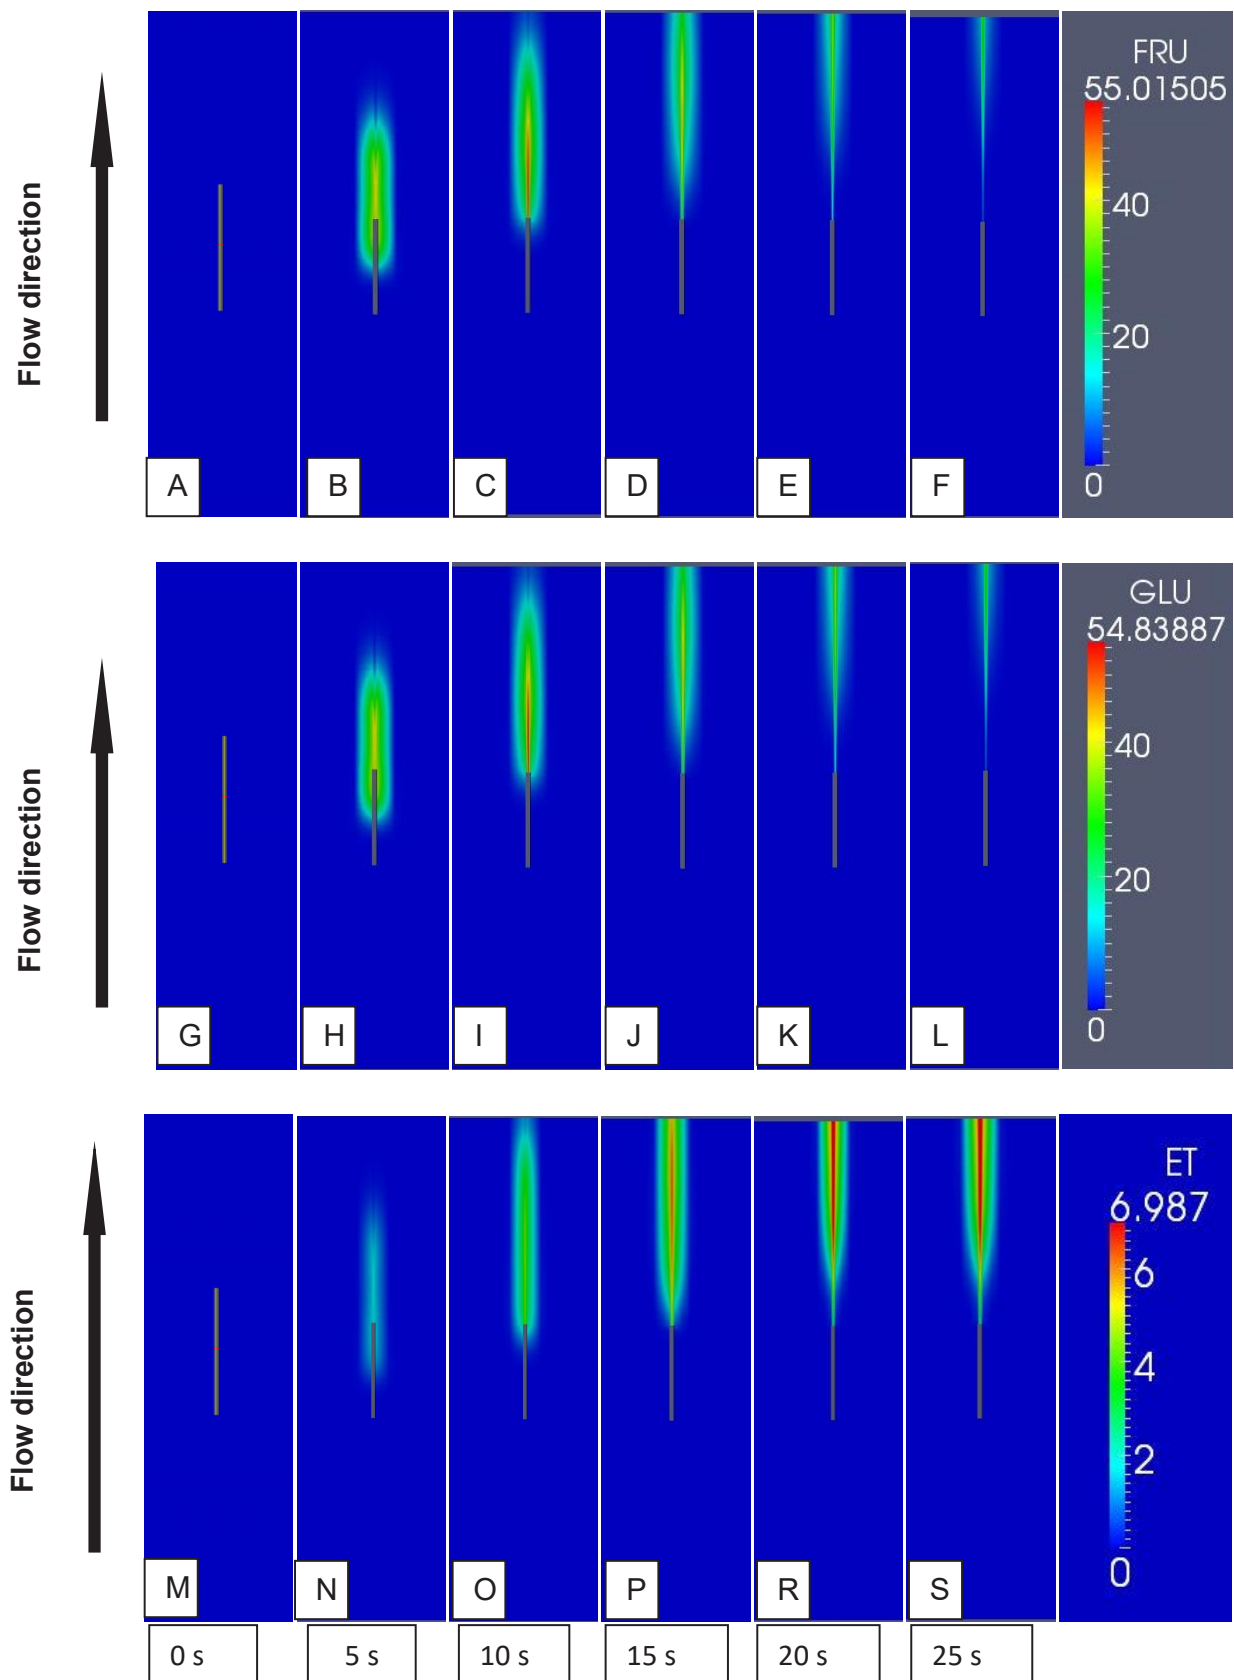 Flow direction
FRU
55.01505
40
20
0
A
B
C
D
E
F
Flow direction
GLU
54.83887
40
20
0
G
H
I
J
K
L
Flow direction
ET
6.987
6
4
2
0
M
N
O
P
R
S
0 s
5 s
10 s
15 s
20 s
25 s